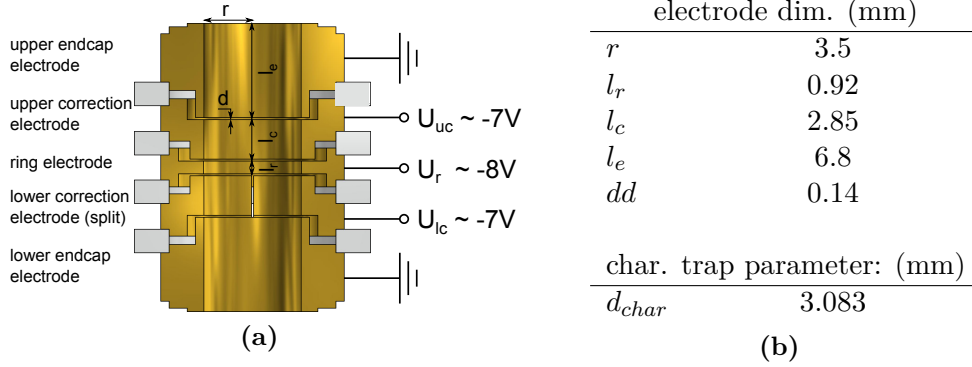 r
upper endcap
electrode
l_e
d
upper correction
electrode
U_uc ~ -7V
l_c
ring electrode
l_r
U_r ~ -8V
lower correction
electrode (split)
U_lc ~ -7V
lower endcap
electrode
(a)
electrode dim. (mm)
r 3.5
l_r 0.92
l_c 2.85
l_e 6.8
dd 0.14
char. trap parameter: (mm)
d_char 3.083
(b)